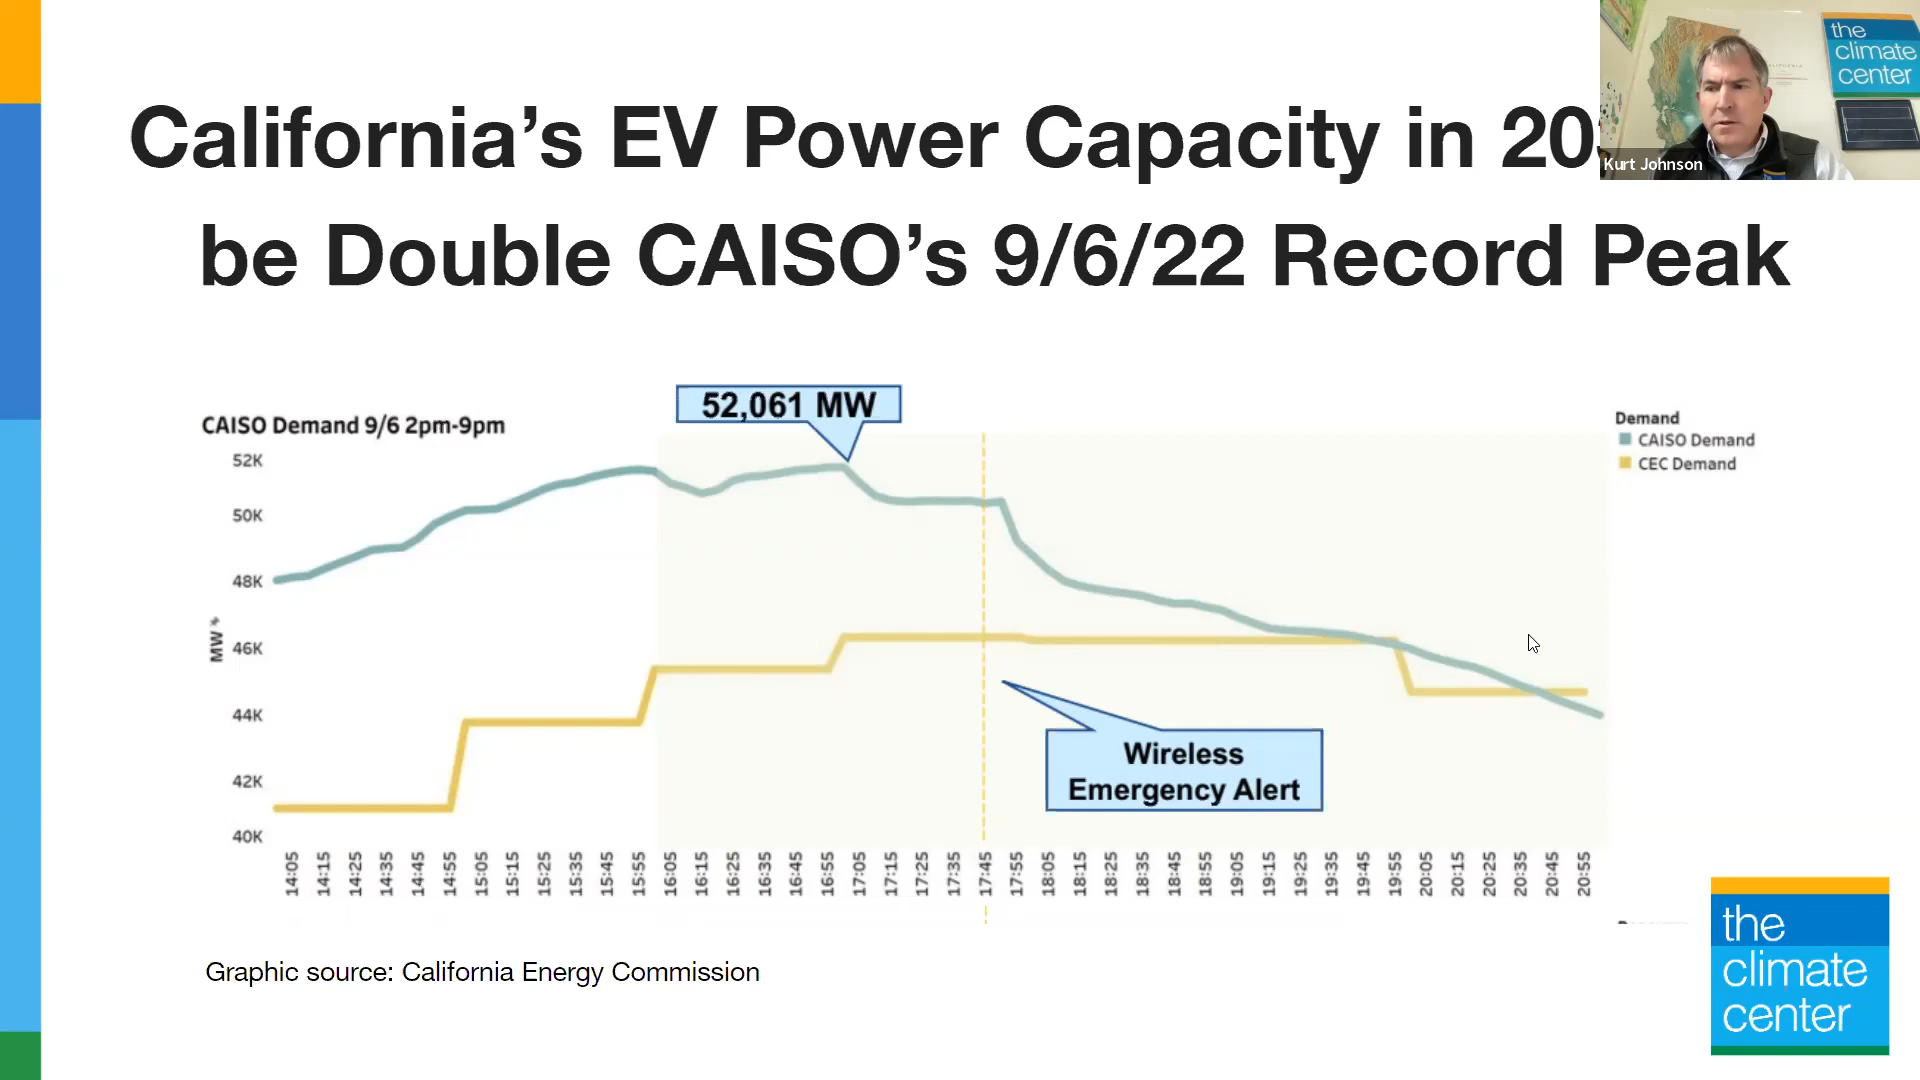 California's EV Power Capacity in 20
be Double CAISO's 9/6/22 Record Peak
the
climate
center
Kurt Johnson
52,061 MW
CAISO Demand 9/6 2pm-9pm
Demand
CAISO Demand
CEC Demand
52K
50K
48K
46K
44K
42K
40K
MW
Wireless
Emergency Alert
14:05 14:15 14:25 14:35 14:45 14:55 15:05 15:15 15:25 15:35 15:45 15:55 16:05 16:15 16:25 16:35 16:45 16:55 17:05 17:15 17:25 17:35 17:45 17:55 18:05 18:15 18:25 18:35 18:45 18:55 19:05 19:15 19:25 19:35 19:45 19:55 20:05 20:15 20:25 20:35 20:45 20:55
Graphic source: California Energy Commission
the
climate
center